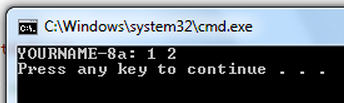 C:\Windows\system32\cmd.exe
YOURNAME-8a: 1 2
Press any key to continue . . .